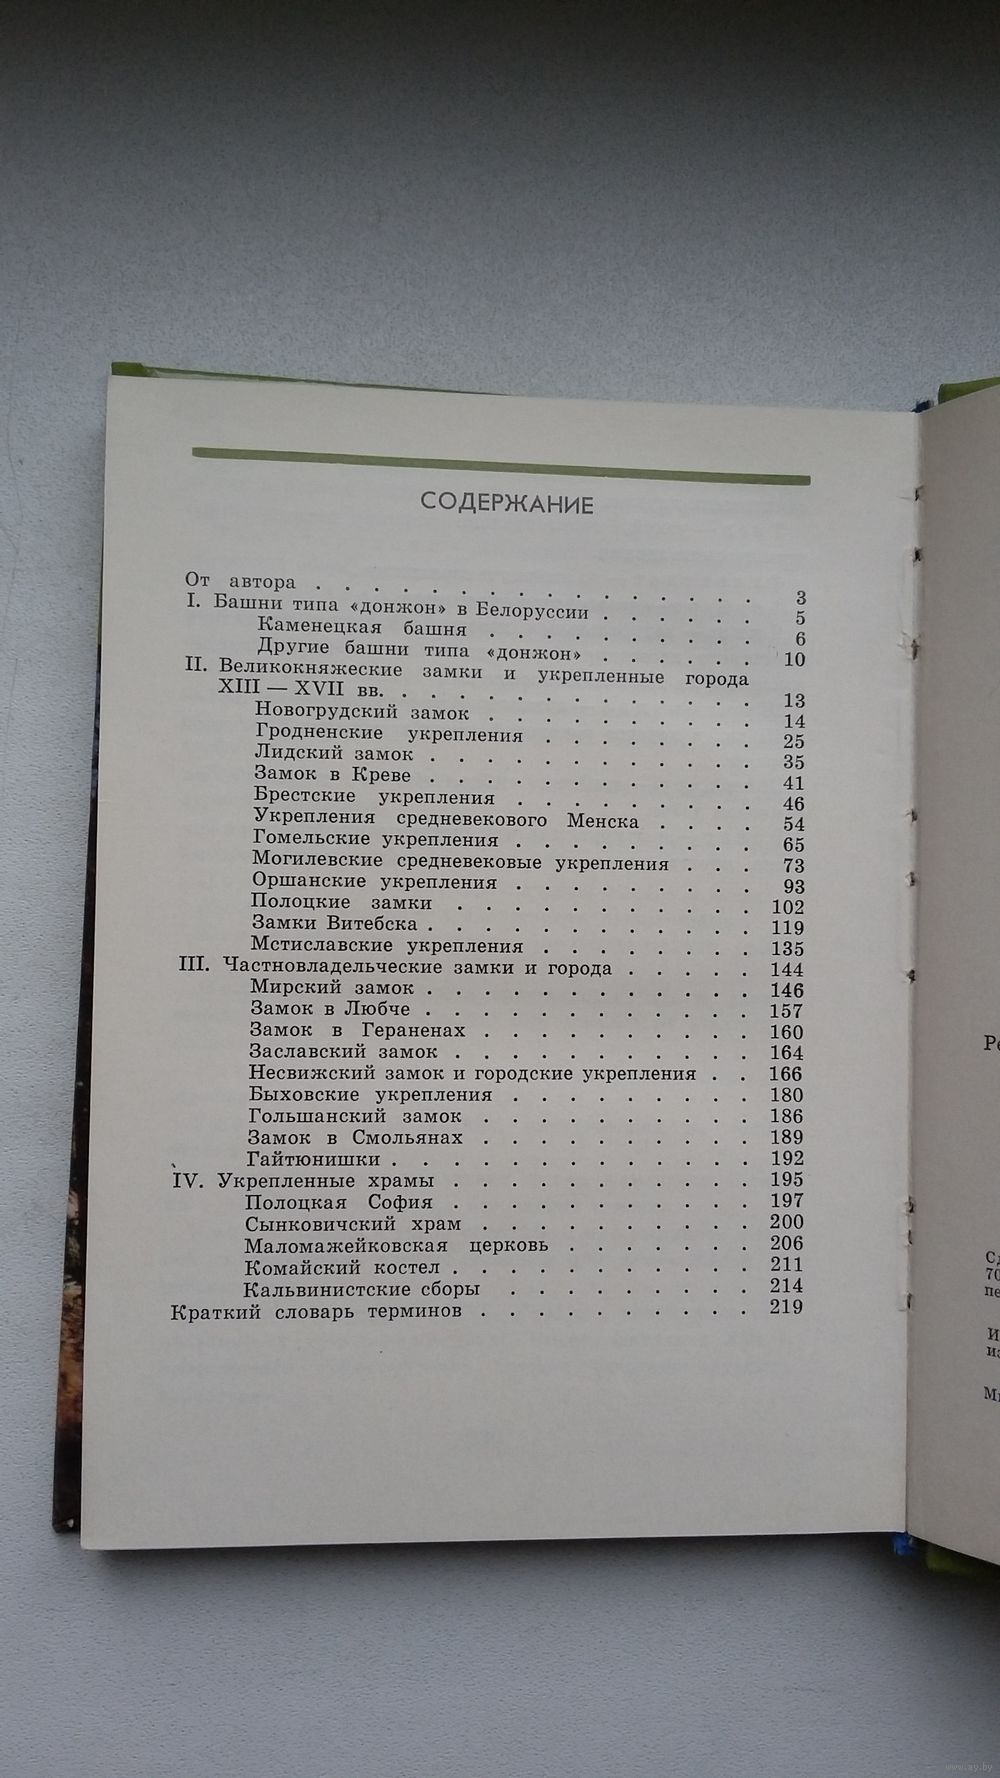 СОДЕРЖАНИЕ
От автора . . . . . . . . . . . . . . . 3
I. Башни типа «донжон» в Белоруссии . . . . . . 5
Каменецкая башня . . . . . . . . . 6
Другие башни типа «донжон» . . . . . . 10
II. Великокняжеские замки и укрепленные города
XIII — XVII вв. . . . . . . . . . . . . 13
Новогрудский замок . . . . . . . . . 14
Гродненские укрепления . . . . . . . 25
Лидский замок . . . . . . . . . . . 35
Замок в Креве . . . . . . . . . . . 41
Брестские укрепления . . . . . . . . 46
Укрепления средневекового Менска . . . . 54
Гомельские укрепления . . . . . . . . 65
Могилевские средневековые укрепления . . . 73
Оршанские укрепления . . . . . . . . 93
Полоцкие замки . . . . . . . . . . 102
Замки Витебска . . . . . . . . . . . 119
Мстиславские укрепления . . . . . . . 135
III. Частновладельческие замки и города . . . . . 144
Мирский замок . . . . . . . . . . . 146
Замок в Любче . . . . . . . . . . . 157
Замок в Гераненах . . . . . . . . . 160
Заславский замок . . . . . . . . . . 164
Несвижский замок и городские укрепления . . 166
Быховские укрепления . . . . . . . . 180
Гольшанский замок . . . . . . . . . 186
Замок в Смольянах . . . . . . . . . 189
Гайтюнишки . . . . . . . . . . . . 192
IV. Укрепленные храмы . . . . . . . . . . 195
Полоцкая София . . . . . . . . . . 197
Сынковичский храм . . . . . . . . . 200
Маломажейковская церковь . . . . . . . 206
Комайский костел . . . . . . . . . . 211
Кальвинистские сборы . . . . . . . . 214
Краткий словарь терминов . . . . . . . . . 219
www.ay.by